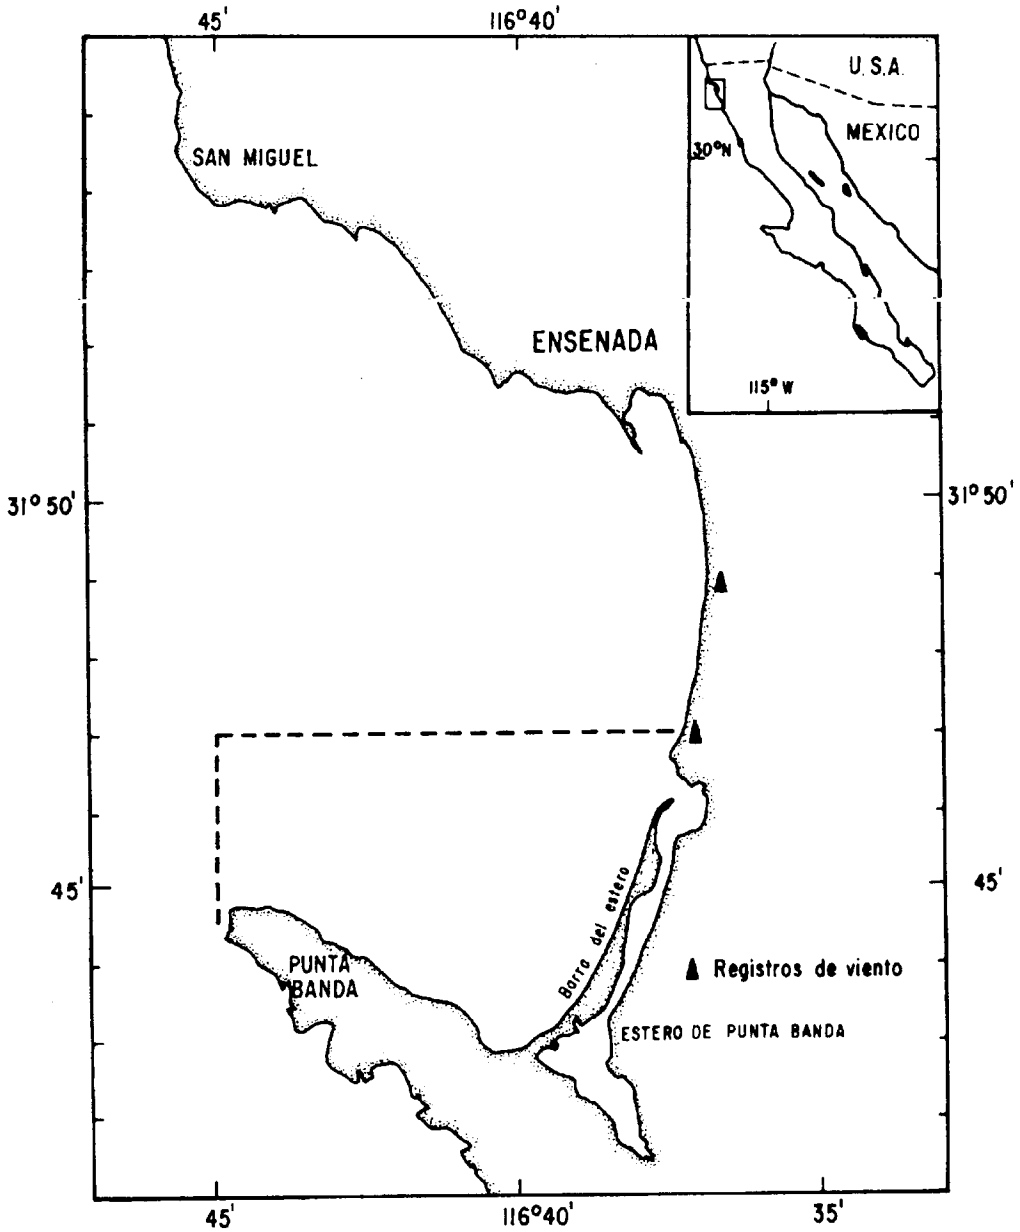 45'
116°40'
U.S.A.
MEXICO
30°N
115° W
SAN MIGUEL
ENSENADA
31° 50'
31° 50'
45'
45'
Barra del estero
PUNTA
BANDA
Registros de viento
ESTERO DE PUNTA BANDA
45'
116°40'
35'